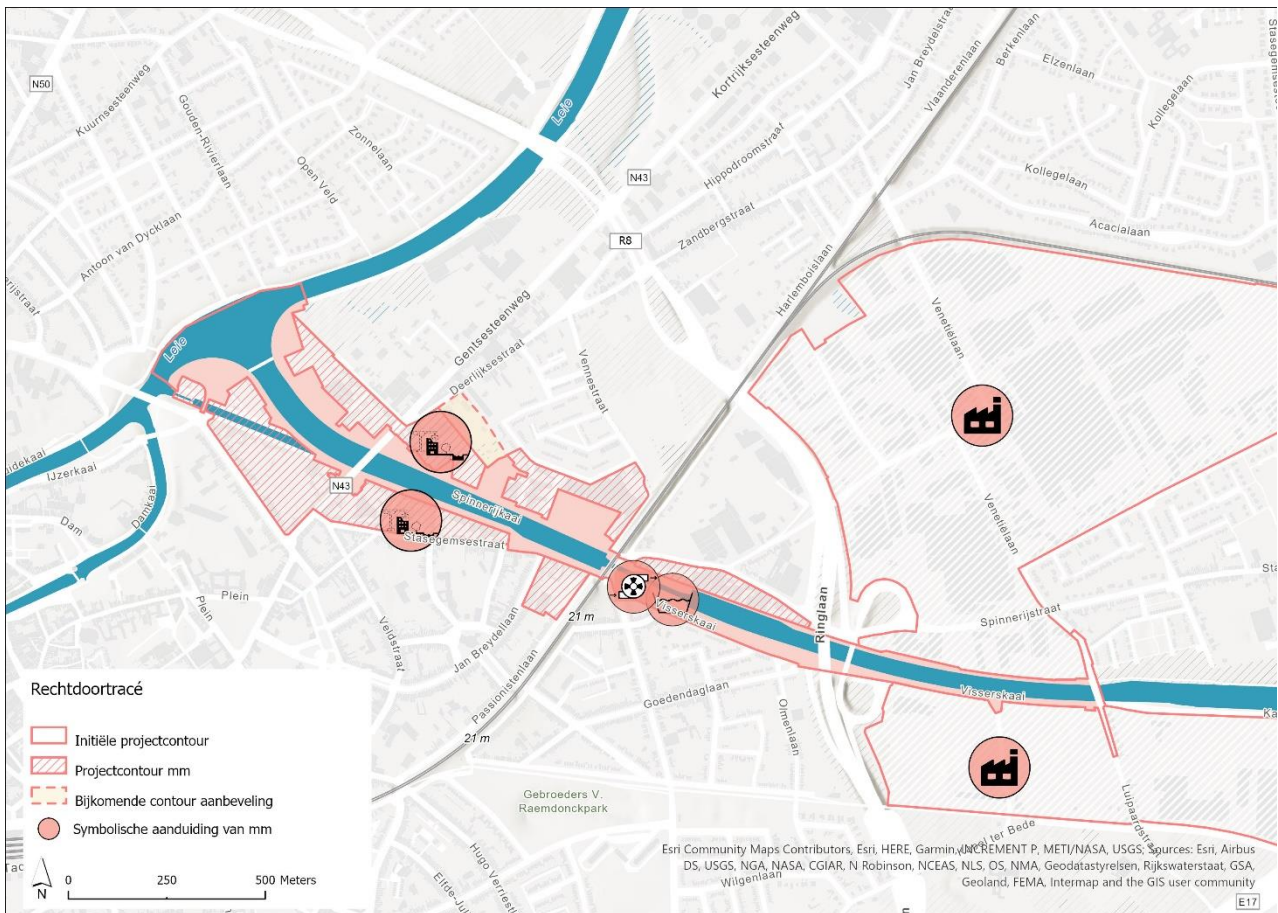 N50
Kuurnsesteenweg
Gouden-Rivierlaan
Zonnelaan
Open Veld
Antoon van Dycklaan
Leie
Kortrijksesteenweg
Jan Breydelstraat
Vlaanderenlaan
Berkenlaan
Elzenlaan
Kollegelaan
Kollegelaan
Acacialaan
Hippodroomstraat
N43
R8
Zandbergstraat
Harlemboislaan
Venetiëlaan
Gentsesteenweg
Deerlijksestraat
Vennestraat
Leie
IJzerkaai
Damkaai
Dam
N43
Spinnerijkaai
Stasegemsestraat
Venetiëlaan
Plein
Plein
Veldstraat
Jan Breydellaan
21 m
Visserskaai
Ringlaan
Spinnerijstraat
Visserskaai
Passionistenlaan
Goedendaglaan
Olmenlaan
21 m
Gebroeders V.
Raemdonckpark
Luipaardstraat
Hugo Verriest
Wilgenlaan
Rechtdoortracé
Initiële projectcontour
Projectcontour mm
Bijkomende contour aanbeveling
Symbolische aanduiding van mm
N
0 250 500 Meters
Esri Community Maps Contributors, Esri, HERE, Garmin, INCREMENT P, METI/NASA, USGS; Sources: Esri, Airbus
DS, USGS, NGA, NASA, CGIAR, N Robinson, NCEAS, NLS, OS, NMA, Geodatastyrelsen, Rijkswaterstaat, GSA,
Geoland, FEMA, Intermap and the GIS user community
E17